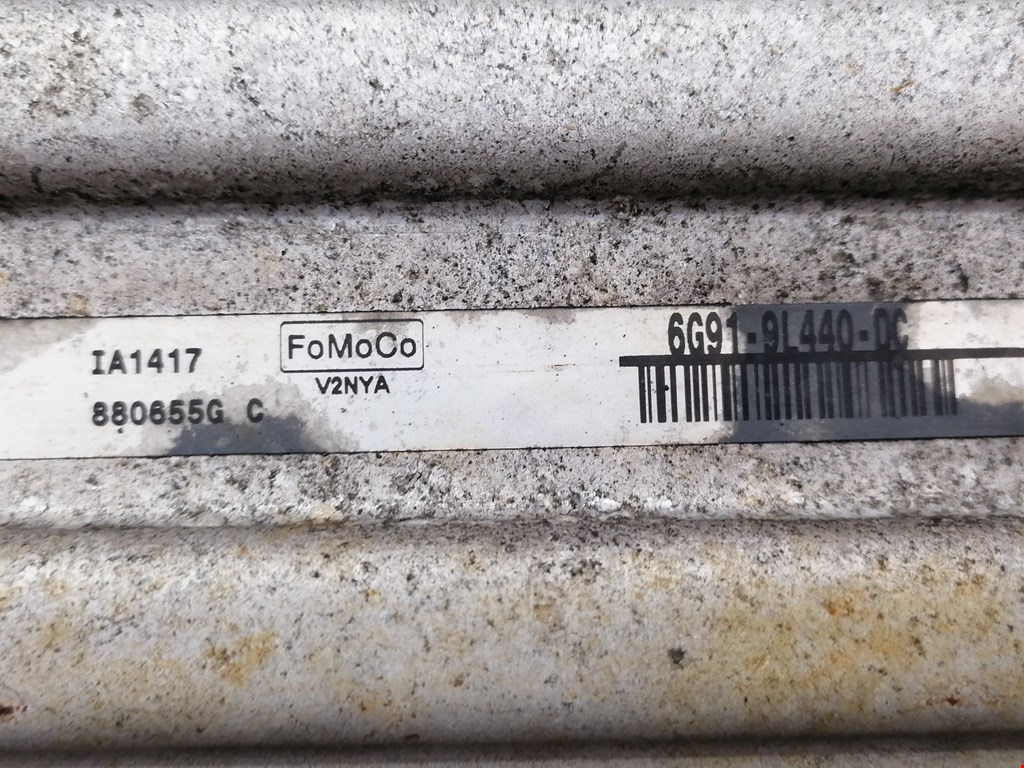 IA1417
880655G C
FoMoCo
V2NYA
6G91-9L440-DC